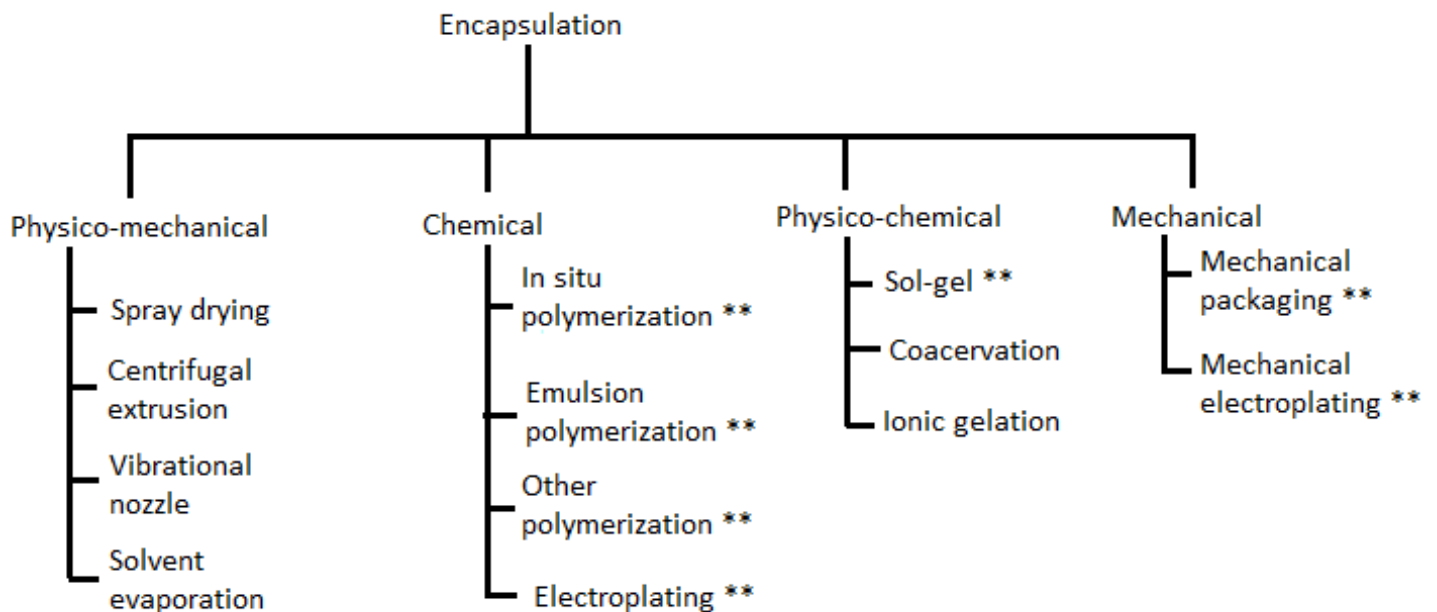 Encapsulation
Physico-mechanical
Spray drying
Centrifugal
extrusion
Vibrational
nozzle
Solvent
evaporation
Chemical
In situ
polymerization **
Emulsion
polymerization **
Other
polymerization **
Electroplating **
Physico-chemical
Sol-gel **
Coacervation
Ionic gelation
Mechanical
Mechanical
packaging **
Mechanical
electroplating **